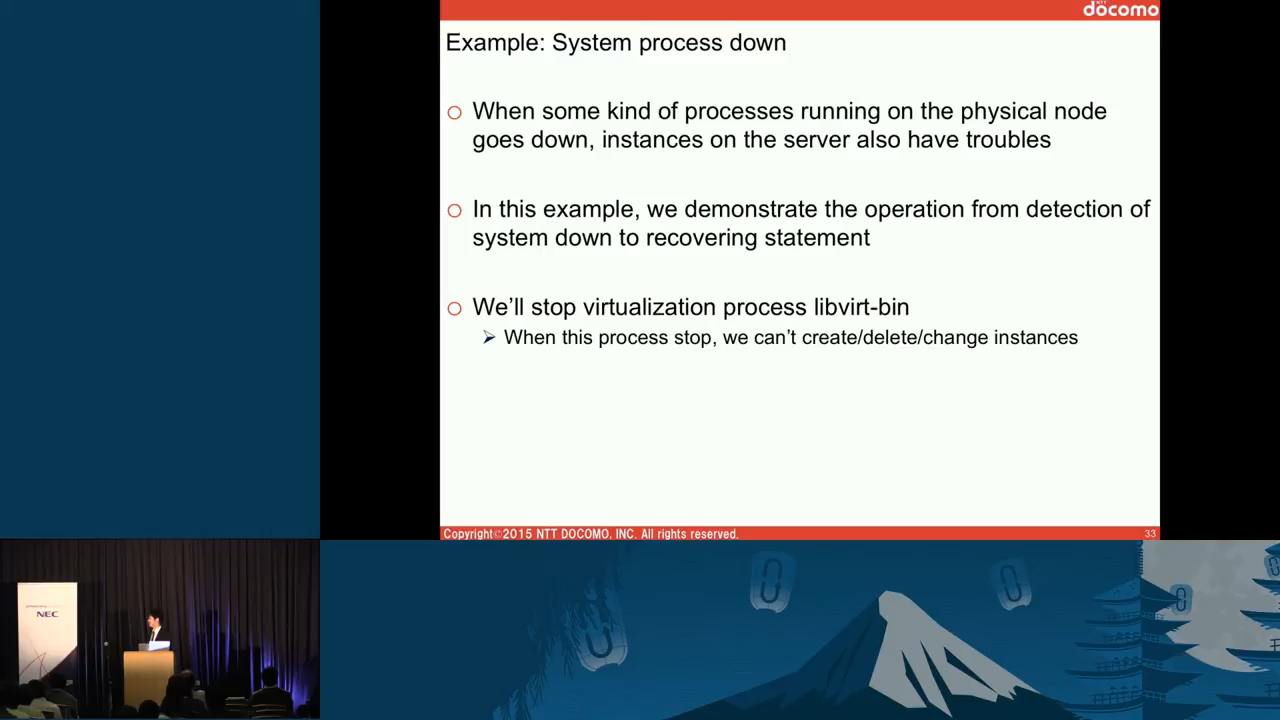 NTT
docomo
Example: System process down
○ When some kind of processes running on the physical node
goes down, instances on the server also have troubles
○ In this example, we demonstrate the operation from detection of
system down to recovering statement
○ We’ll stop virtualization process libvirt-bin
➢ When this process stop, we can’t create/delete/change instances
Copyright©2015 NTT DOCOMO, INC. All rights reserved.
33
NEC